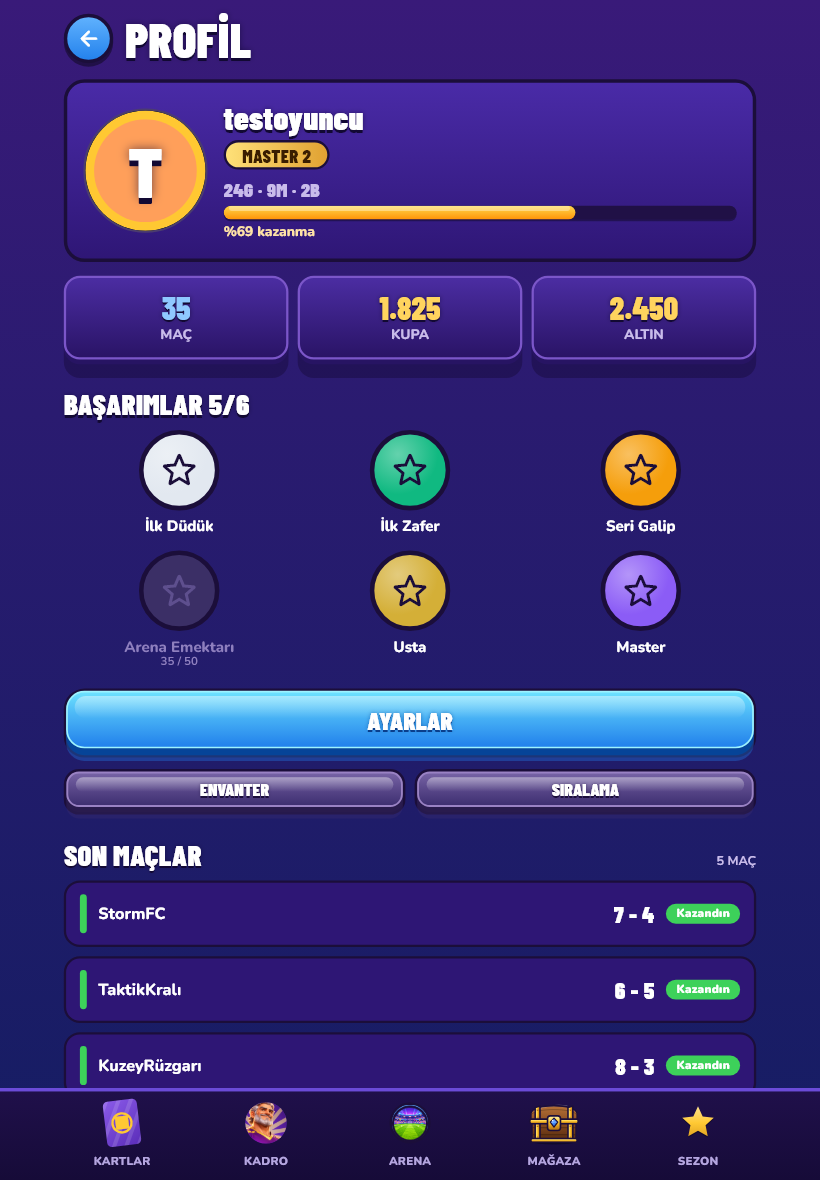 PROFİL
T
testoyuncu
MASTER 2
24G · 9M · 2B
%69 kazanma
35
MAÇ
1.825
KUPA
2.450
ALTIN
BAŞARIMLAR 5/6
İlk Düdük
İlk Zafer
Seri Galip
Arena Emektarı
35 / 50
Usta
Master
AYARLAR
ENVANTER
SIRALAMA
SON MAÇLAR
5 MAÇ
StormFC 7 - 4 Kazandın
TaktikKralı 6 - 5 Kazandın
KuzeyRüzgarı 8 - 3 Kazandın
KARTLAR
KADRO
ARENA
MAĞAZA
SEZON